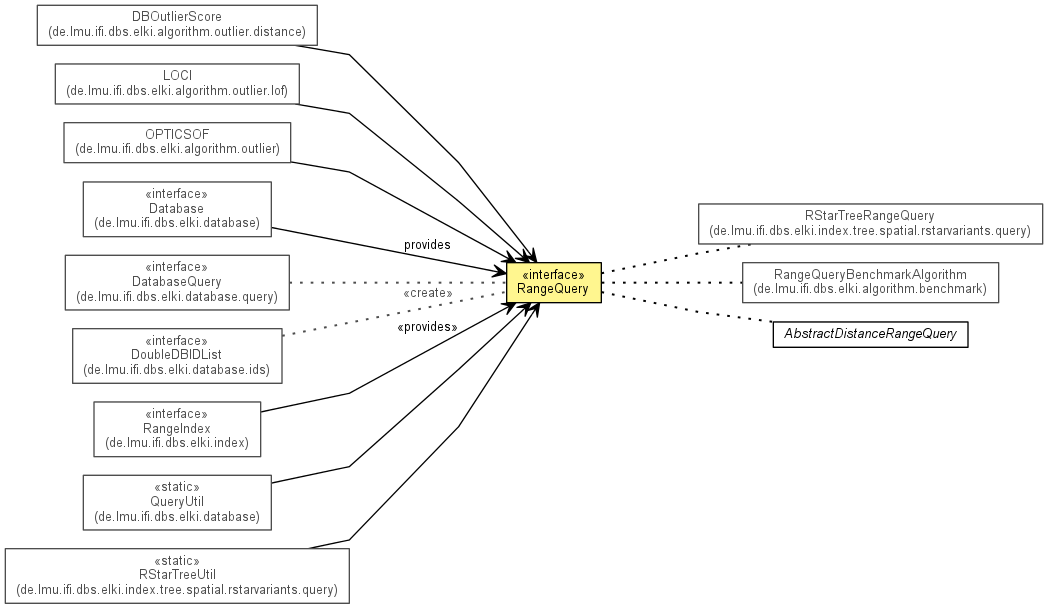 DBOutlierScore
(de.lmu.ifi.dbs.elki.algorithm.outlier.distance)
LOCI
(de.lmu.ifi.dbs.elki.algorithm.outlier.lof)
OPTICSOF
(de.lmu.ifi.dbs.elki.algorithm.outlier)
«interface»
Database
(de.lmu.ifi.dbs.elki.database)
«interface»
DatabaseQuery
(de.lmu.ifi.dbs.elki.database.query)
«interface»
DoubleDBIDList
(de.lmu.ifi.dbs.elki.database.ids)
«interface»
RangeIndex
(de.lmu.ifi.dbs.elki.index)
«static»
QueryUtil
(de.lmu.ifi.dbs.elki.database)
«static»
RStarTreeUtil
(de.lmu.ifi.dbs.elki.index.tree.spatial.rstarvariants.query)
provides
«create»
«provides»
«interface»
RangeQuery
RStarTreeRangeQuery
(de.lmu.ifi.dbs.elki.index.tree.spatial.rstarvariants.query)
RangeQueryBenchmarkAlgorithm
(de.lmu.ifi.dbs.elki.algorithm.benchmark)
AbstractDistanceRangeQuery